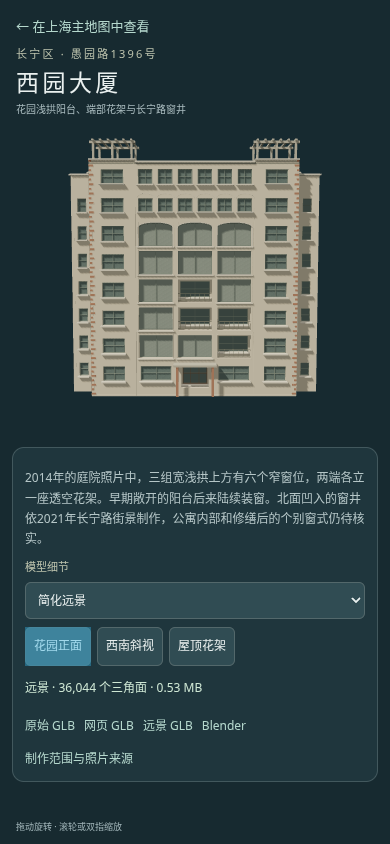 ← 在上海主地图中查看
长宁区 · 愚园路1396号
西园大厦
花园浅拱阳台、端部花架与长宁路窗井
2014年的庭院照片中，三组宽浅拱上方有六个窄窗位，两端各立
一座透空花架。早期敞开的阳台后来陆续装窗。北面凹入的窗井
依2021年长宁路街景制作，公寓内部和修缮后的个别窗式仍待核
实。
模型细节
简化远景
花园正面 西南斜视 屋顶花架
远景 · 36,044 个三角面 · 0.53 MB
原始 GLB 网页 GLB 远景 GLB Blender
制作范围与照片来源
拖动旋转 · 滚轮或双指缩放